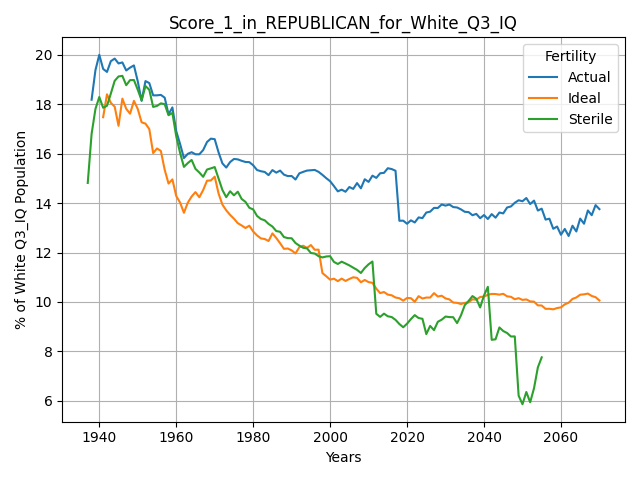 Score_1_in_REPUBLICAN_for_White_Q3_IQ
Fertility
Actual
Ideal
Sterile
% of White Q3_IQ Population
20
18
16
14
12
10
8
6
1940
1960
1980
2000
2020
2040
2060
Years